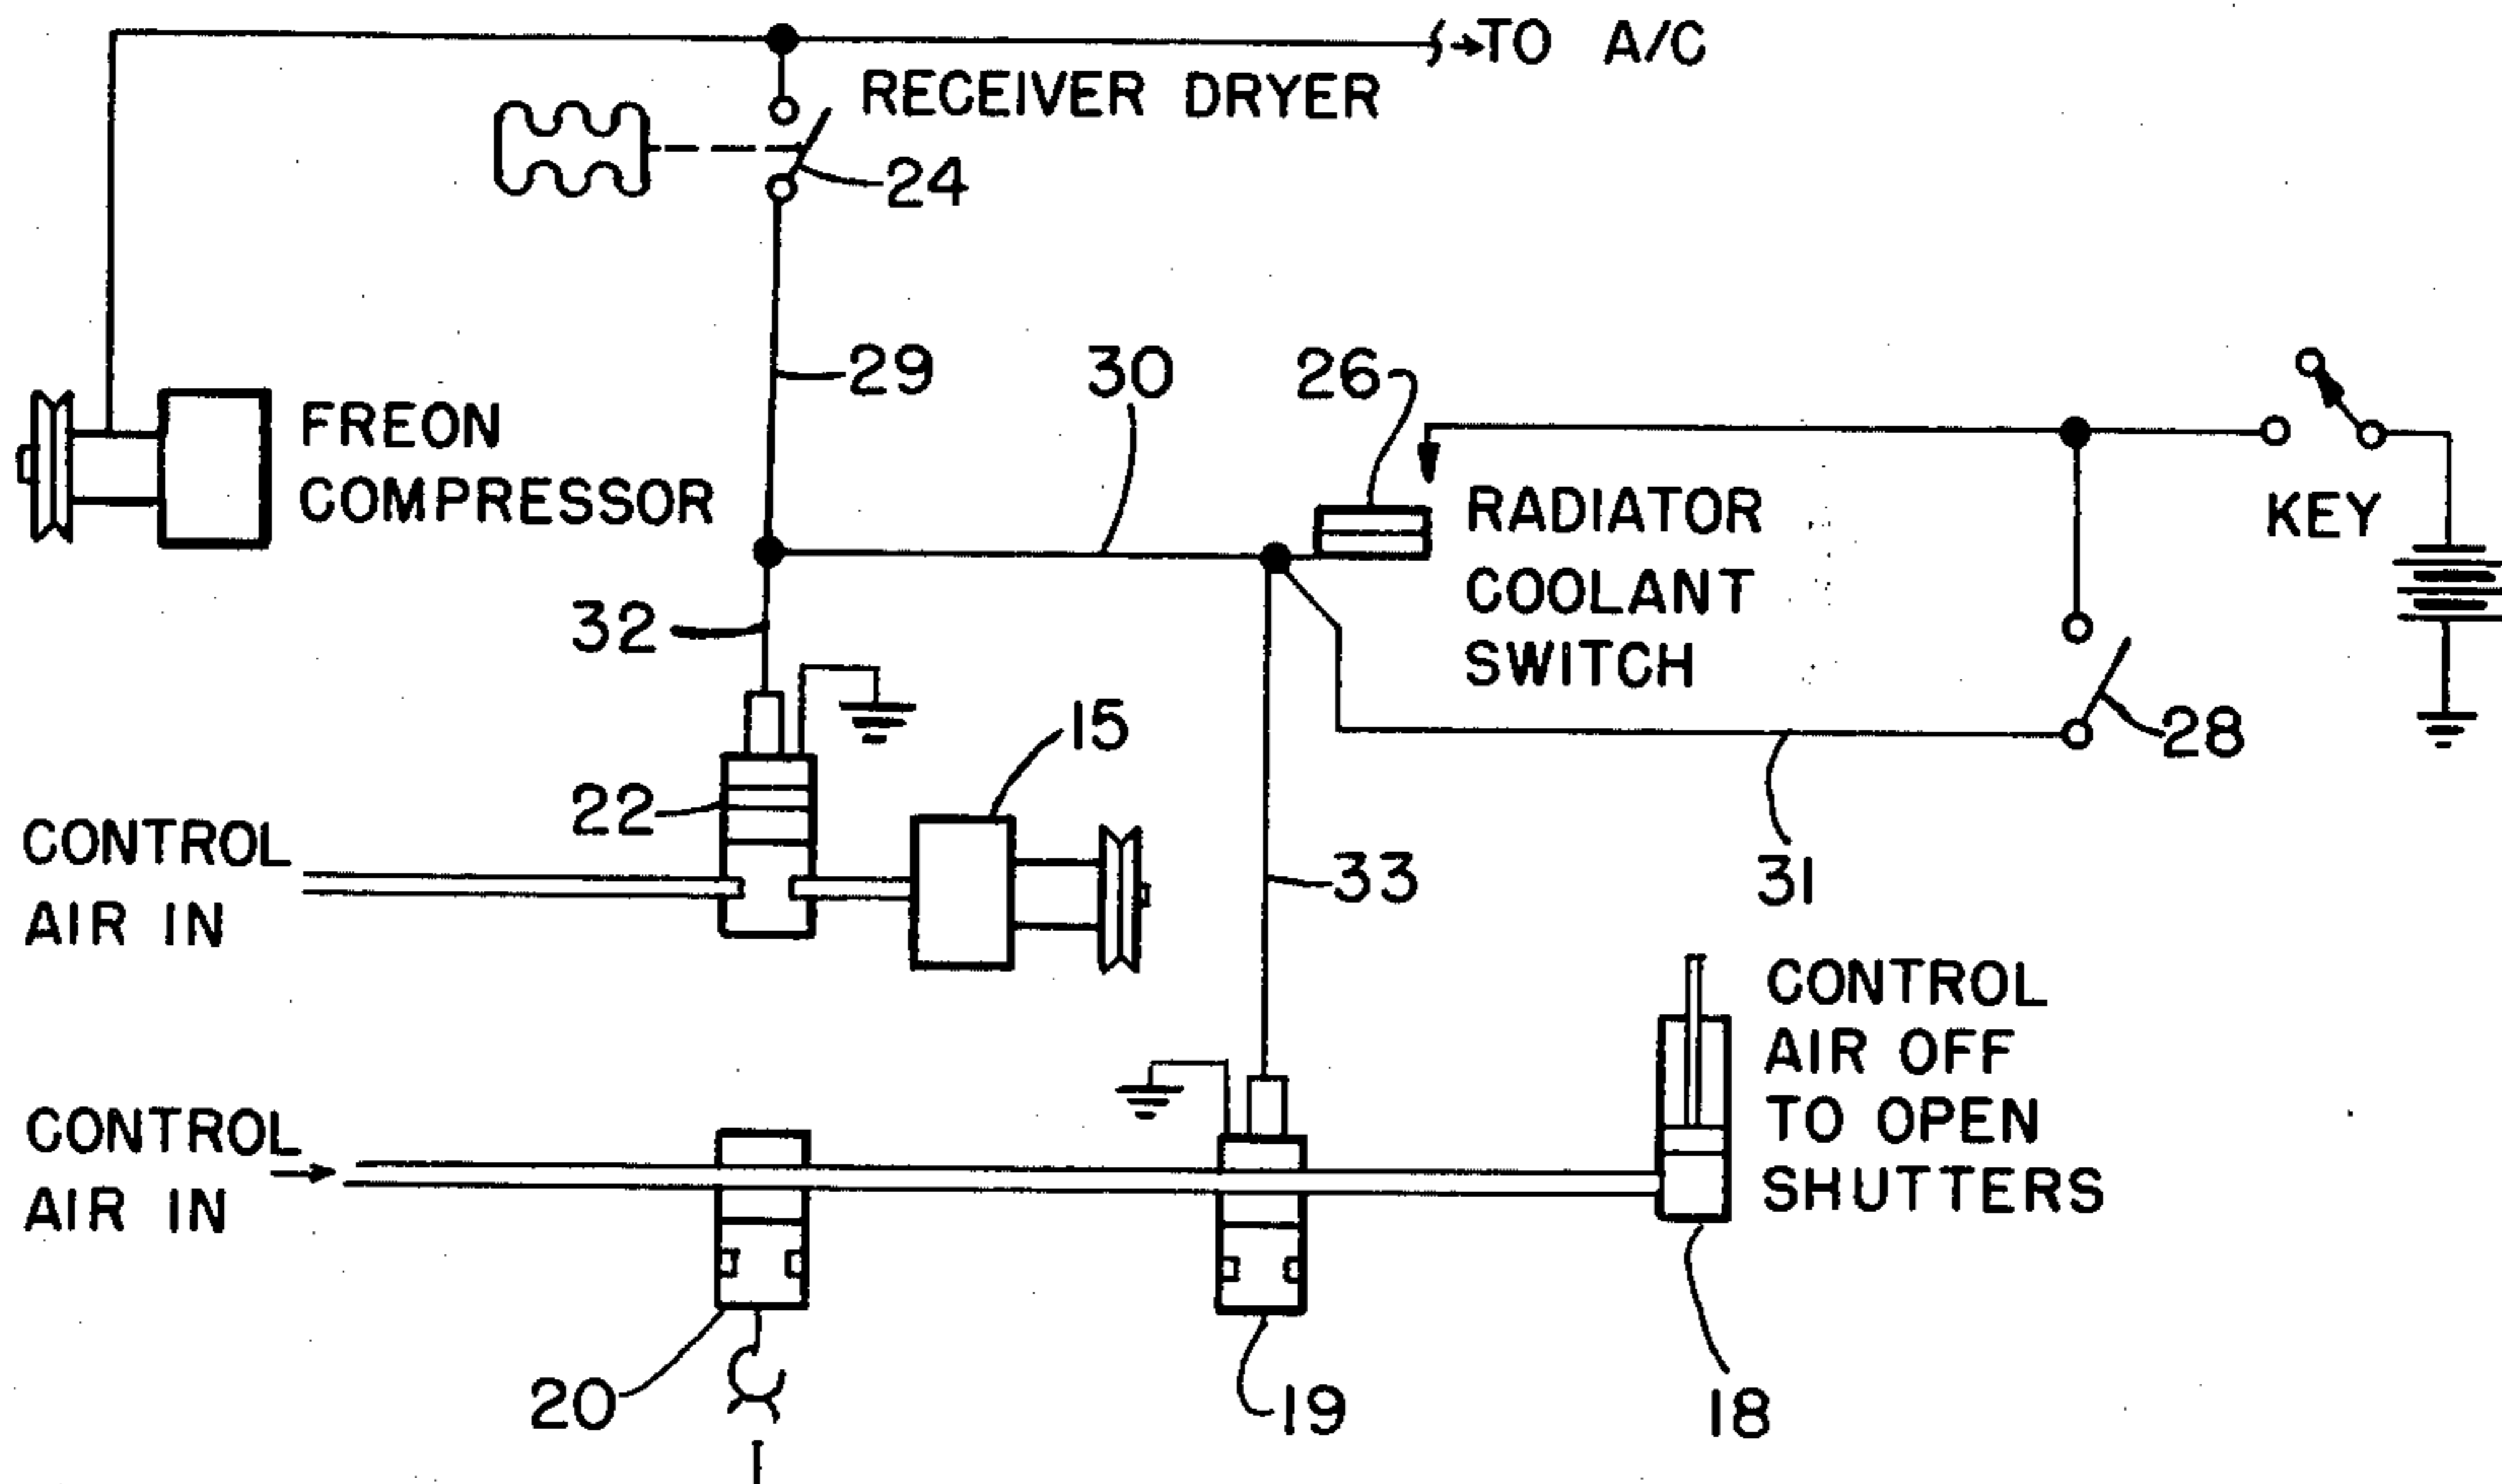 TO A/C
RECEIVER DRYER
24
29
30
26
FREON
COMPRESSOR
RADIATOR
COOLANT
SWITCH
KEY
32
15
28
22
CONTROL
AIR IN
33
31
CONTROL
AIR OFF
TO OPEN
SHUTTERS
CONTROL
AIR IN
20
19
18